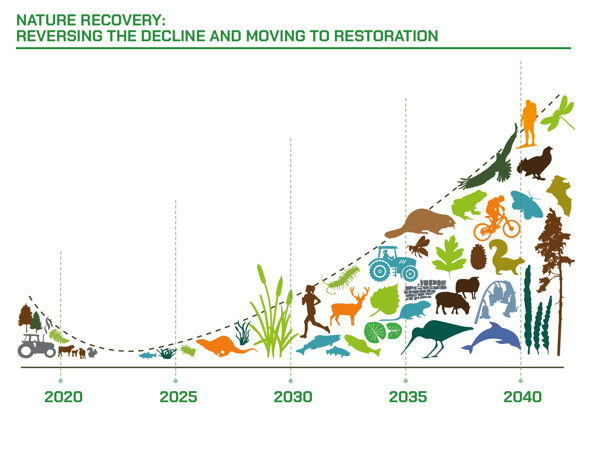 NATURE RECOVERY:
REVERSING THE DECLINE AND MOVING TO RESTORATION
2020
2025
2030
2035
2040